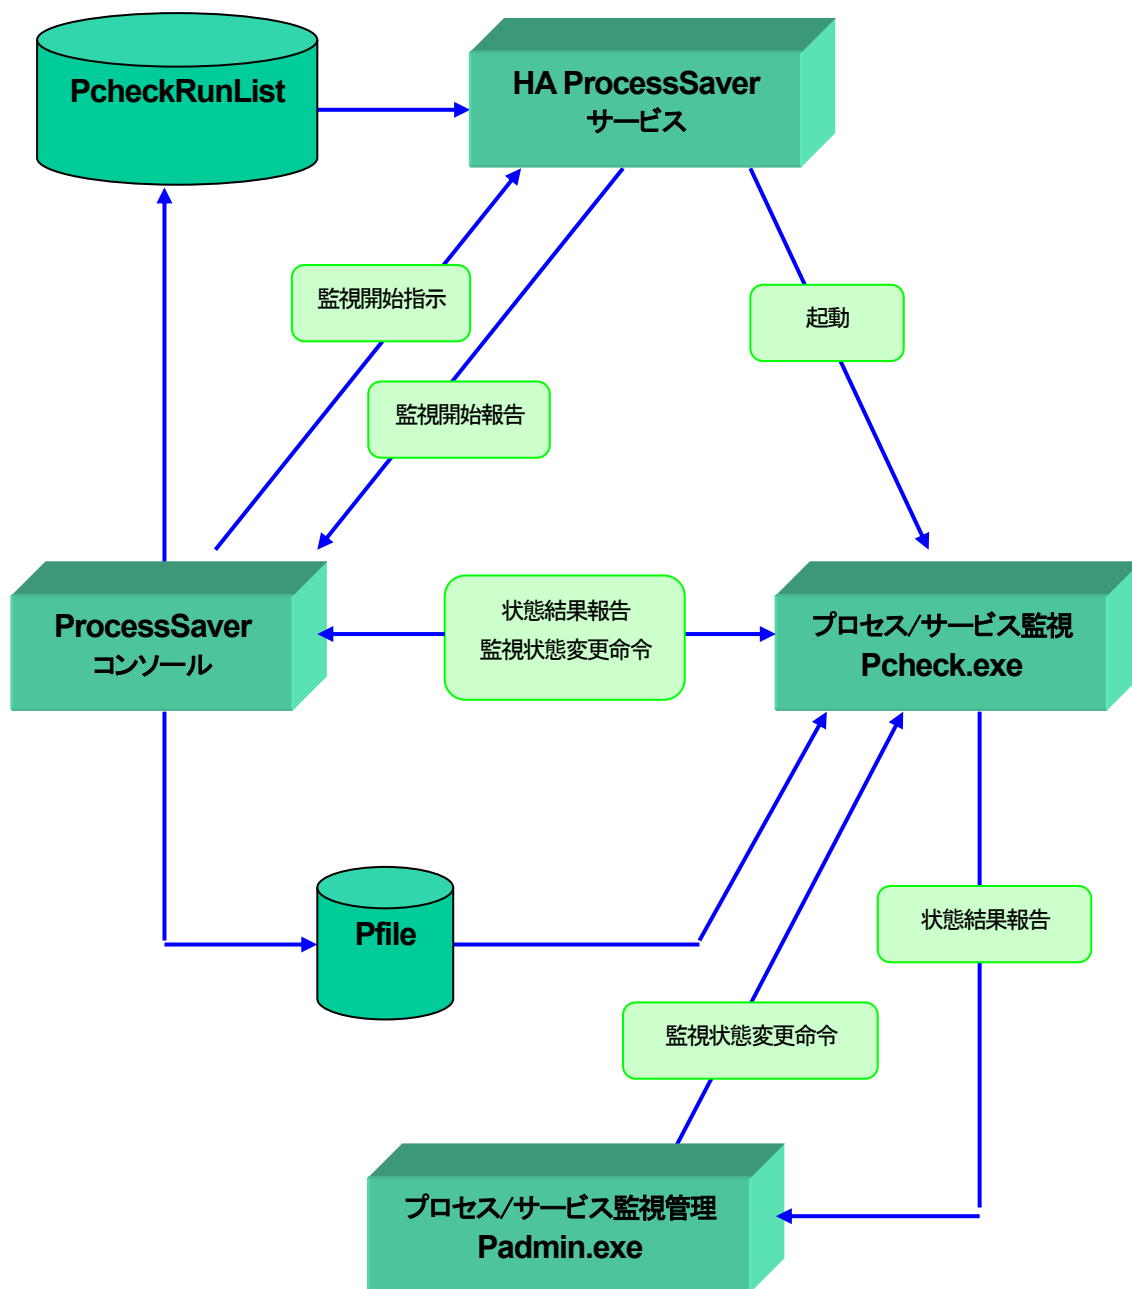 PcheckRunList
HA ProcessSaver
サービス
監視開始指示
起動
監視開始報告
ProcessSaver
コンソール
状態結果報告
監視状態変更命令
プロセス/サービス監視
Pcheck.exe
Pfile
状態結果報告
監視状態変更命令
プロセス/サービス監視管理
Padmin.exe